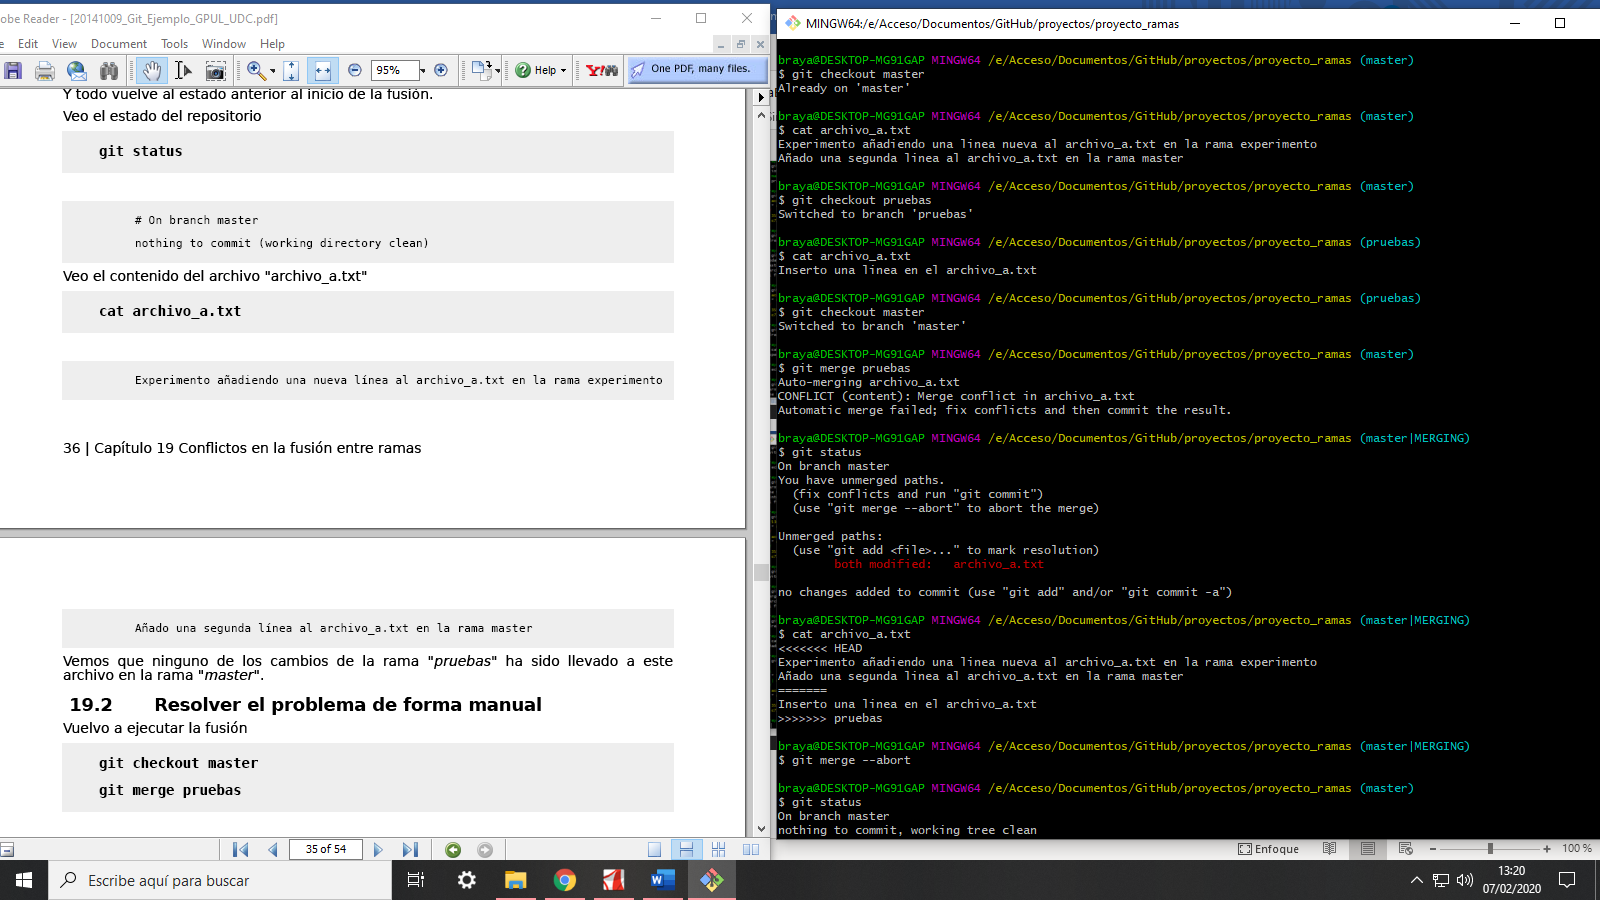 obe Reader - [20141009_Git_Ejemplo_GPUL_UDC.pdf]
Edit View Document Tools Window Help
95% Help Y! One PDF, many files.
Y todo vuelve al estado anterior al inicio de la fusión.
Veo el estado del repositorio
git status
# On branch master
nothing to commit (working directory clean)
Veo el contenido del archivo "archivo_a.txt"
cat archivo_a.txt
Experimento añadiendo una nueva línea al archivo_a.txt en la rama experimento
36 | Capítulo 19 Conflictos en la fusión entre ramas
Añado una segunda línea al archivo_a.txt en la rama master
Vemos que ninguno de los cambios de la rama "pruebas" ha sido llevado a este
archivo en la rama "master".
19.2 Resolver el problema de forma manual
Vuelvo a ejecutar la fusión
git checkout master
git merge pruebas
35 of 54
MINGW64:/e/Acceso/Documentos/GitHub/proyectos/proyecto_ramas
braya@DESKTOP-MG91GAP MINGW64 /e/Acceso/Documentos/GitHub/proyectos/proyecto_ramas (master)
$ git checkout master
Already on 'master'
braya@DESKTOP-MG91GAP MINGW64 /e/Acceso/Documentos/GitHub/proyectos/proyecto_ramas (master)
$ cat archivo_a.txt
Experimento añadiendo una linea nueva al archivo_a.txt en la rama experimento
Añado una segunda linea al archivo_a.txt en la rama master
braya@DESKTOP-MG91GAP MINGW64 /e/Acceso/Documentos/GitHub/proyectos/proyecto_ramas (master)
$ git checkout pruebas
Switched to branch 'pruebas'
braya@DESKTOP-MG91GAP MINGW64 /e/Acceso/Documentos/GitHub/proyectos/proyecto_ramas (pruebas)
$ cat archivo_a.txt
Inserto una linea en el archivo_a.txt
braya@DESKTOP-MG91GAP MINGW64 /e/Acceso/Documentos/GitHub/proyectos/proyecto_ramas (pruebas)
$ git checkout master
Switched to branch 'master'
braya@DESKTOP-MG91GAP MINGW64 /e/Acceso/Documentos/GitHub/proyectos/proyecto_ramas (master)
$ git merge pruebas
Auto-merging archivo_a.txt
CONFLICT (content): Merge conflict in archivo_a.txt
Automatic merge failed; fix conflicts and then commit the result.
braya@DESKTOP-MG91GAP MINGW64 /e/Acceso/Documentos/GitHub/proyectos/proyecto_ramas (master|MERGING)
$ git status
On branch master
You have unmerged paths.
(fix conflicts and run "git commit")
(use "git merge --abort" to abort the merge)
Unmerged paths:
(use "git add <file>..." to mark resolution)
both modified: archivo_a.txt
no changes added to commit (use "git add" and/or "git commit -a")
braya@DESKTOP-MG91GAP MINGW64 /e/Acceso/Documentos/GitHub/proyectos/proyecto_ramas (master|MERGING)
$ cat archivo_a.txt
<<<<<<< HEAD
Experimento añadiendo una linea nueva al archivo_a.txt en la rama experimento
Añado una segunda linea al archivo_a.txt en la rama master
=======
Inserto una linea en el archivo_a.txt
>>>>>>> pruebas
braya@DESKTOP-MG91GAP MINGW64 /e/Acceso/Documentos/GitHub/proyectos/proyecto_ramas (master|MERGING)
$ git merge --abort
braya@DESKTOP-MG91GAP MINGW64 /e/Acceso/Documentos/GitHub/proyectos/proyecto_ramas (master)
$ git status
On branch master
nothing to commit, working tree clean
Enfoque 100 %
Escribe aquí para buscar
13:20
07/02/2020